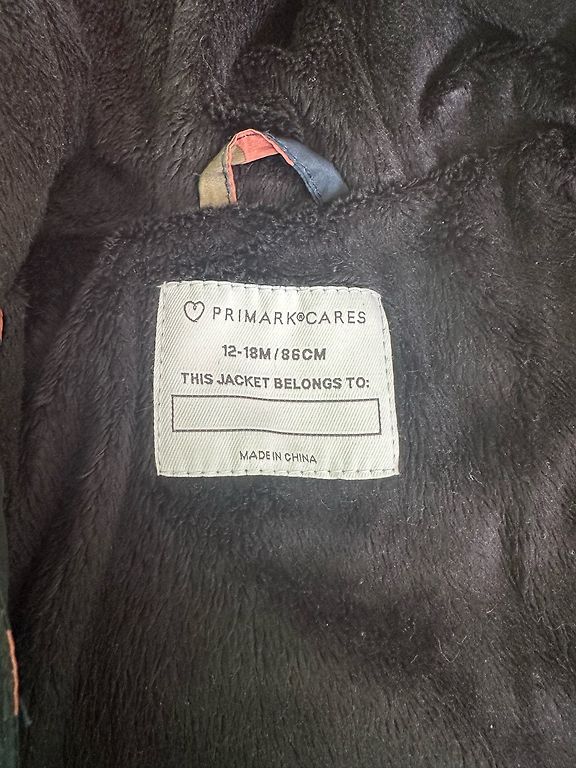 ♡ PRIMARK®CARES
12-18M/86CM
THIS JACKET BELONGS TO:
MADE IN CHINA